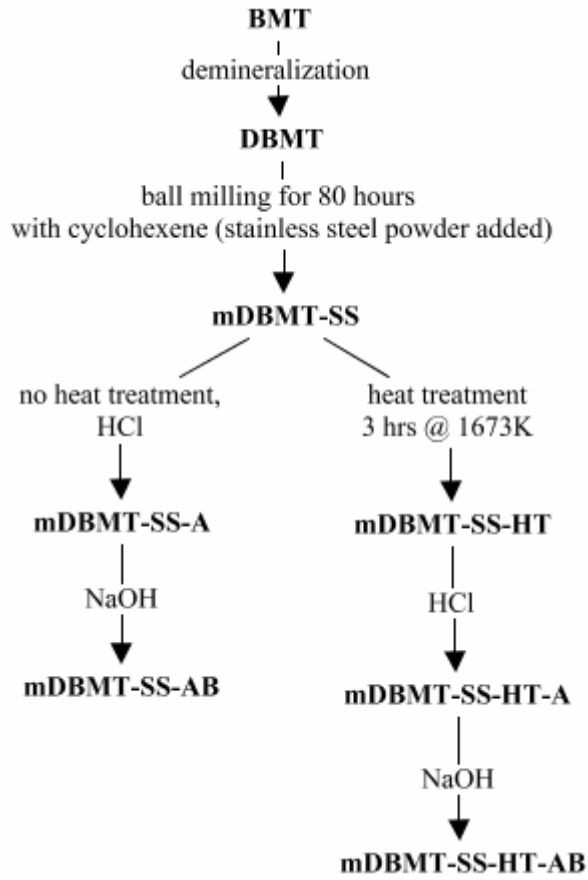 BMT
demineralization
DBMT
ball milling for 80 hours
with cyclohexene (stainless steel powder added)
mDBMT-SS
no heat treatment,
HCl
mDBMT-SS-A
NaOH
mDBMT-SS-AB
heat treatment
3 hrs @ 1673K
mDBMT-SS-HT
HCl
mDBMT-SS-HT-A
NaOH
mDBMT-SS-HT-AB